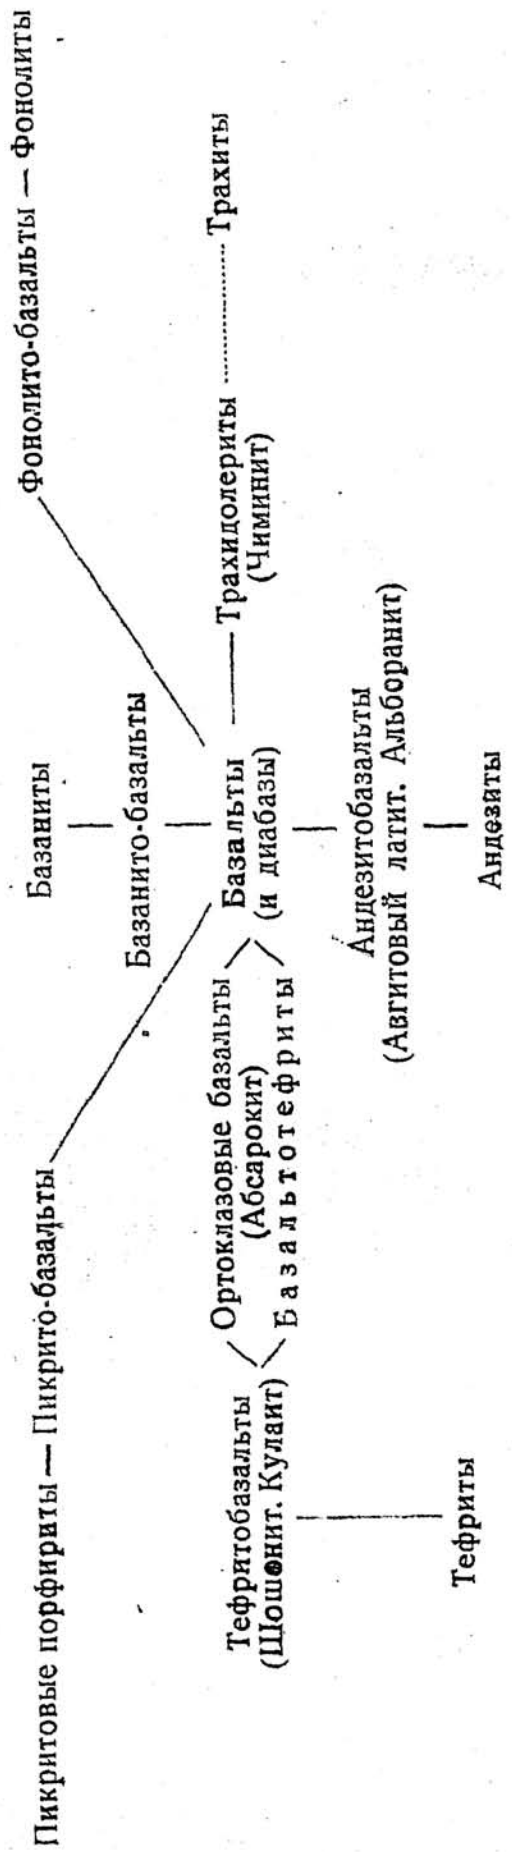 Пикритовые порфириты — Пикрито-базальты
Базаниты
Фонолито-базальты — Фонолиты
Базанито-базальты
Тефритобазальты
(Шошонит. Кулаит)
Ортоклазовые базальты
(Абсарокит)
Базальтотефриты
Базальты
(и диабазы)
Трахидолериты
(Чиминит)
Трахиты
Андезитобазальты
(Авгитовый латит. Альборанит)
Тефриты
Андезиты